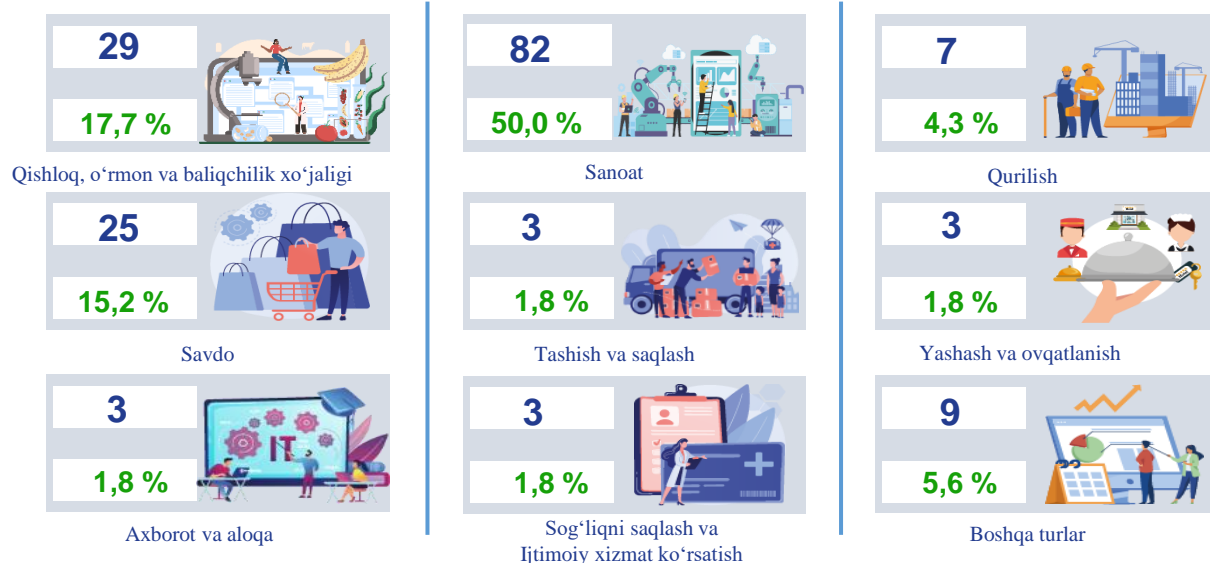 29
17,7 %
Qishloq, o‘rmon va baliqchilik xo‘jaligi
82
50,0 %
Sanoat
7
4,3 %
Qurilish
25
15,2 %
Savdo
3
1,8 %
Tashish va saqlash
3
1,8 %
Yashash va ovqatlanish
3
1,8 %
IT
Axborot va aloqa
3
1,8 %
Sog‘liqni saqlash va
Ijtimoiy xizmat ko‘rsatish
9
5,6 %
Boshqa turlar